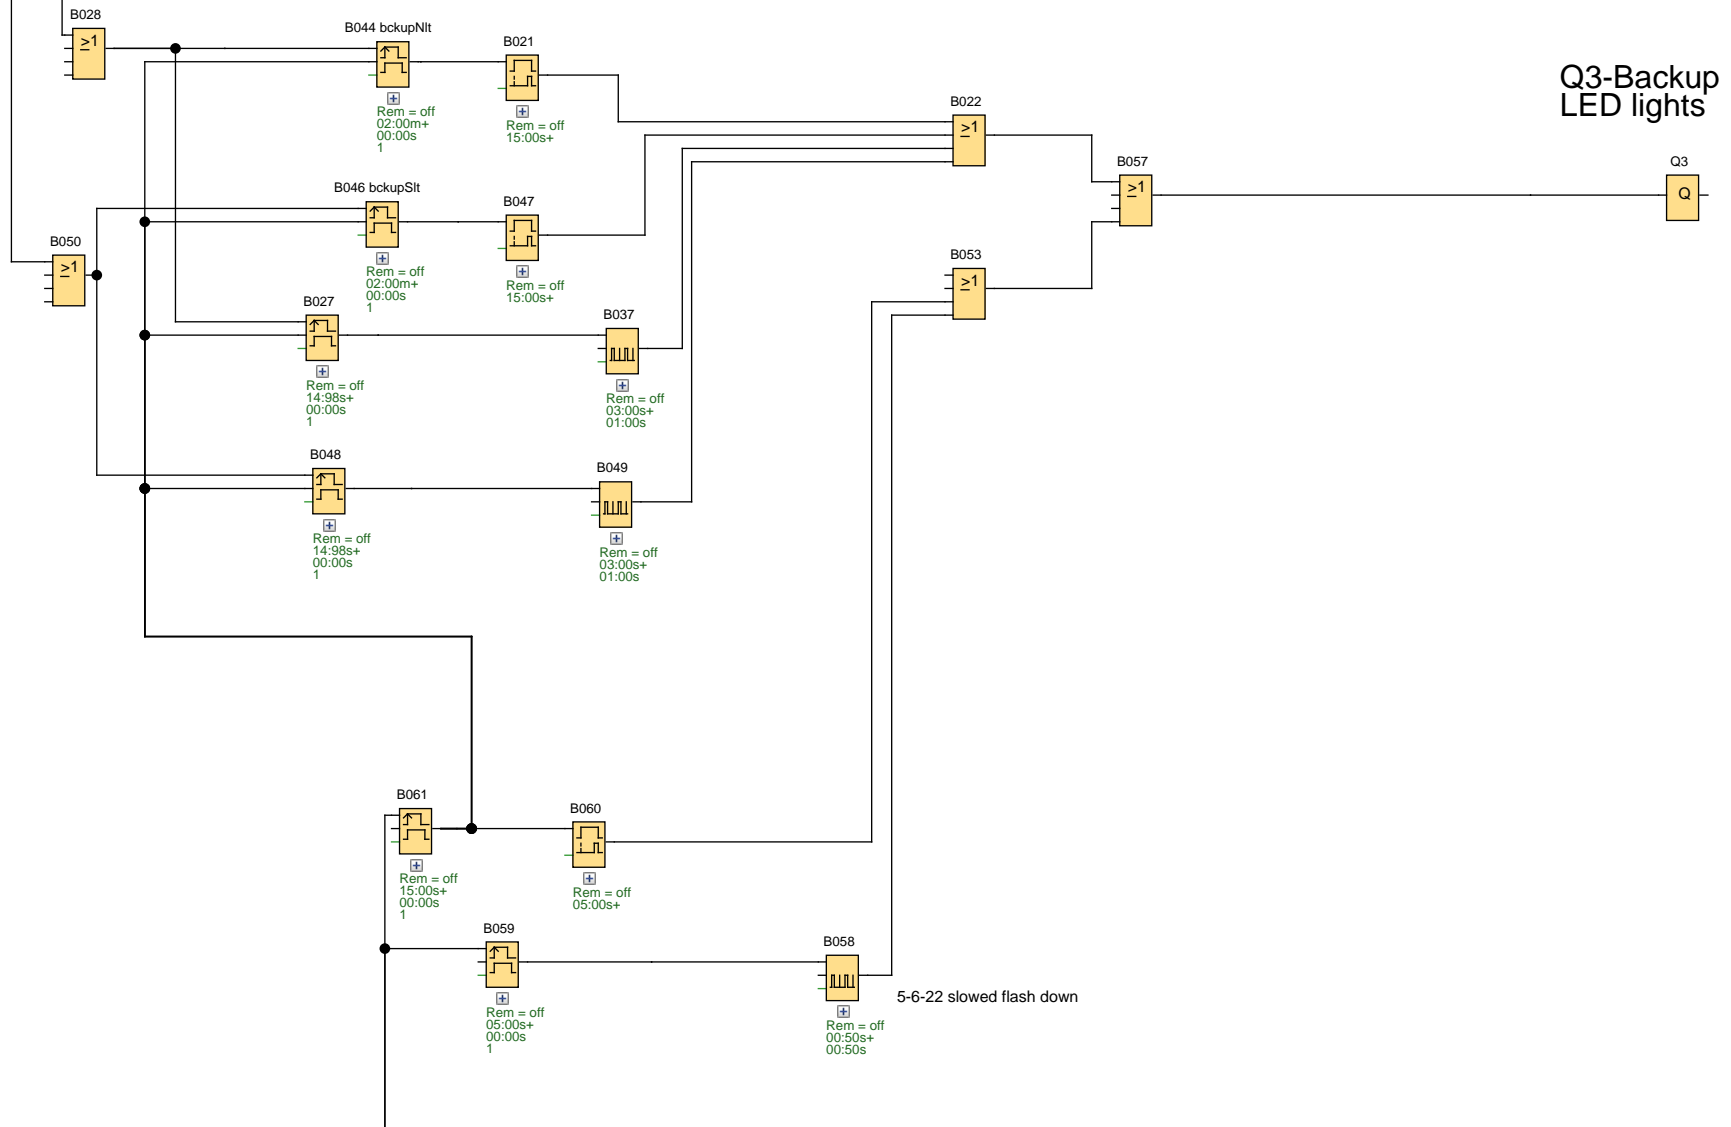 B028
≥1
B044 bckupNlt
Rem = off
02:00m+
00:00s
1
B021
Rem = off
15:00s+
B022
≥1
Q3-Backup
LED lights
B057
≥1
Q3
Q
B046 bckupSlt
Rem = off
02:00m+
00:00s
1
B047
Rem = off
15:00s+
B050
≥1
B053
≥1
B027
Rem = off
14:98s+
00:00s
1
B037
Rem = off
03:00s+
01:00s
B048
Rem = off
14:98s+
00:00s
1
B049
Rem = off
03:00s+
01:00s
B061
Rem = off
15:00s+
00:00s
1
B060
Rem = off
05:00s+
B059
Rem = off
05:00s+
00:00s
1
B058
Rem = off
00:50s+
00:50s
5-6-22 slowed flash down